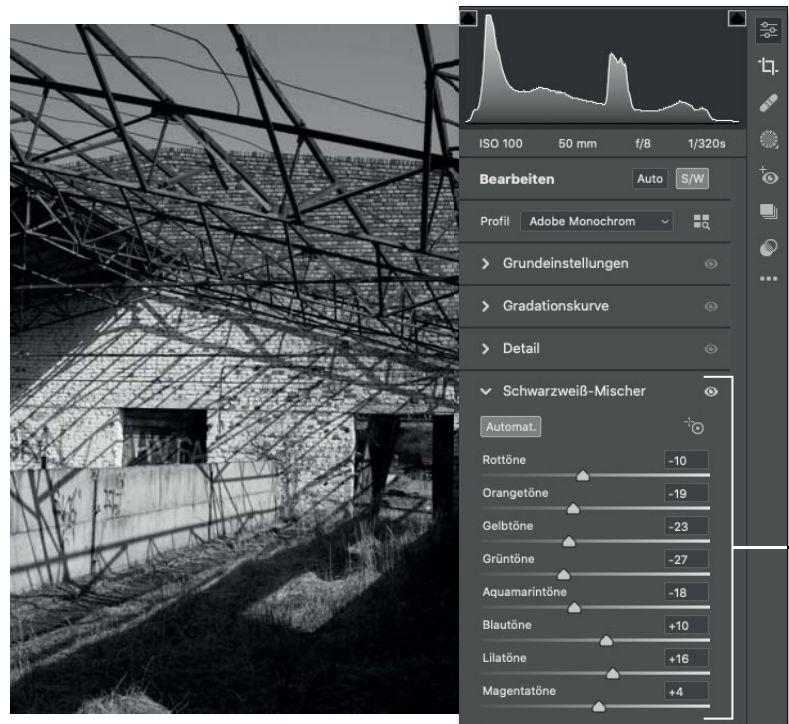 ISO 100 50 mm f/8 1/320s
Bearbeiten Auto S/W
Profil Adobe Monochrom
Grundeinstellungen
Gradationskurve
Detail
Schwarzweiß-Mischer
Automat.
Rottöne -10
Orangetöne -19
Gelbtöne -23
Grüntöne -27
Aquamarintöne -18
Blautöne +10
Lilatöne +16
Magentatöne +4